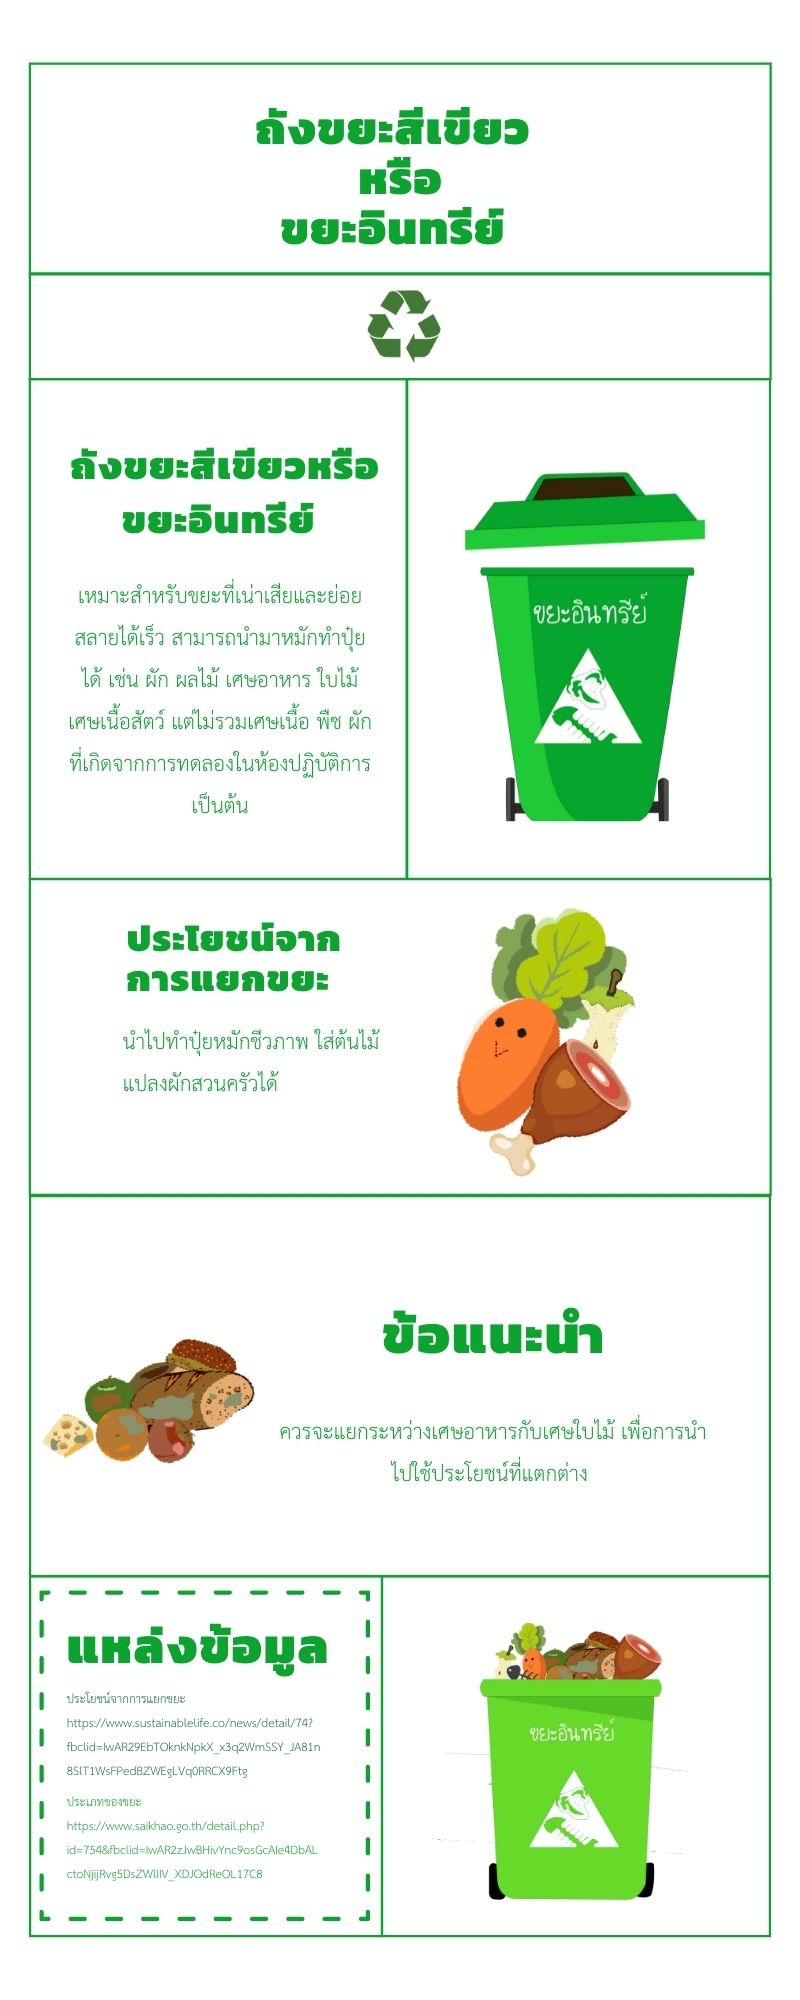 ถังขยะสีเขียว
หรือ
ขยะอินทรีย์
ถังขยะสีเขียวหรือ
ขยะอินทรีย์
เหมาะสำหรับขยะที่เน่าเสียและย่อย
สลายได้เร็ว สามารถนำมาหมักทำปุ๋ย
ได้ เช่น ผัก ผลไม้ เศษอาหาร ใบไม้
เศษเนื้อสัตว์ แต่ไม่รวมเศษเนื้อ พืช ผัก
ที่เกิดจากการทดลองในห้องปฏิบัติการ
เป็นต้น
ขยะอินทรีย์
ประโยชน์จาก
การแยกขยะ
นำไปทำปุ๋ยหมักชีวภาพ ใส่ต้นไม้
แปลงผักสวนครัวได้
ข้อแนะนำ
ควรจะแยกระหว่างเศษอาหารกับเศษใบไม้ เพื่อการนำ
ไปใช้ประโยชน์ที่แตกต่าง
แหล่งข้อมูล
ประโยชน์จากการแยกขยะ
https://www.sustainablelife.co/news/detail/74?
fbclid=IwAR29EbTOknkNpkX_x3q2WmSSY_JA81n
8SlT1WsFPedBZWEgLVq0RRCX9Ftg
ประเภทของขยะ
https://www.saikhao.go.th/detail.php?
id=754&fbclid=IwAR2zJwBHivYnc9osGcAIe4DbAL
ctoNjijRvg5DsZWlIIV_XDJOdReOL17C8
ขยะอินทรีย์